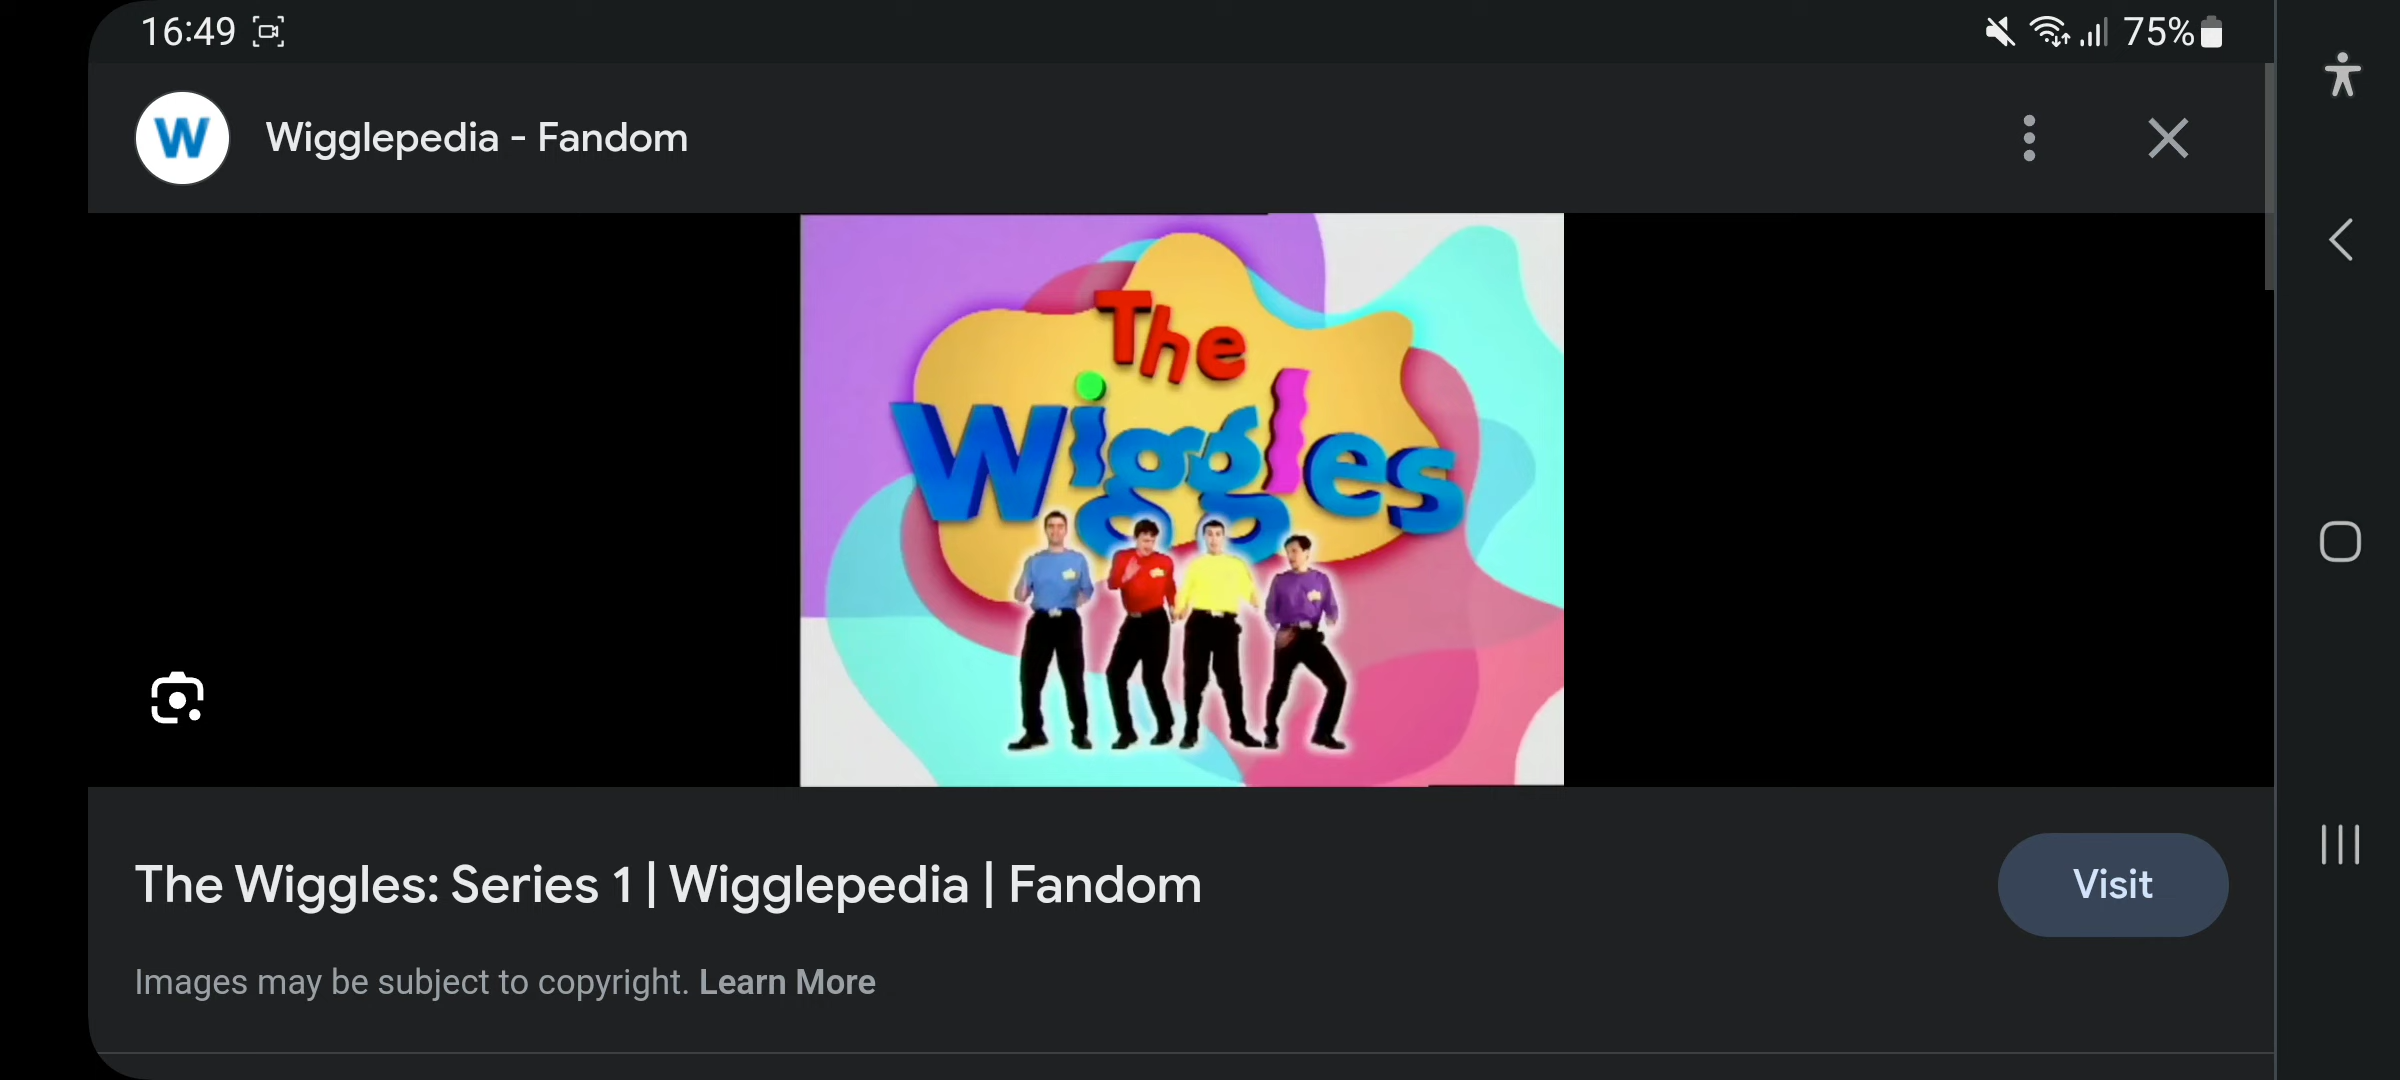 16:49
75%
W
Wigglepedia - Fandom
The
Wiggles
The Wiggles: Series 1 | Wigglepedia | Fandom
Visit
Images may be subject to copyright. Learn More